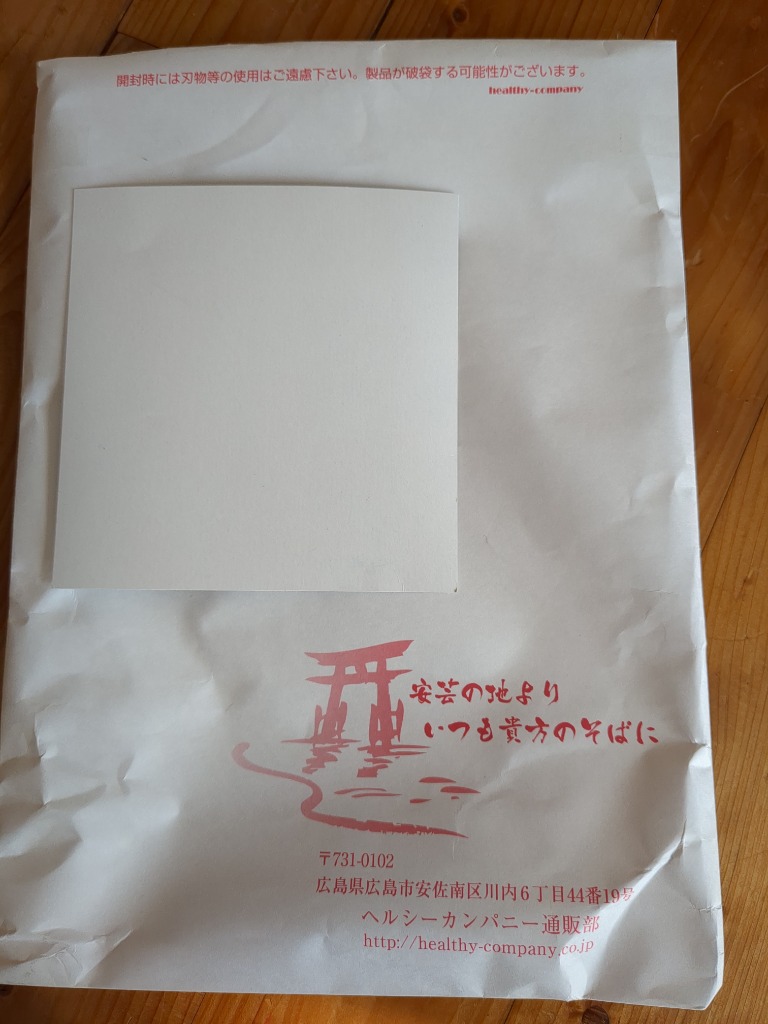 開封時には刃物等の使用はご遠慮下さい。製品が破袋する可能性がございます。
healthy-company
安芸の地より
いつも貴方のそばに
〒731-0102
広島県広島市安佐南区川内6丁目44番19号
ヘルシーカンパニー通販部
http://healthy-company.co.jp